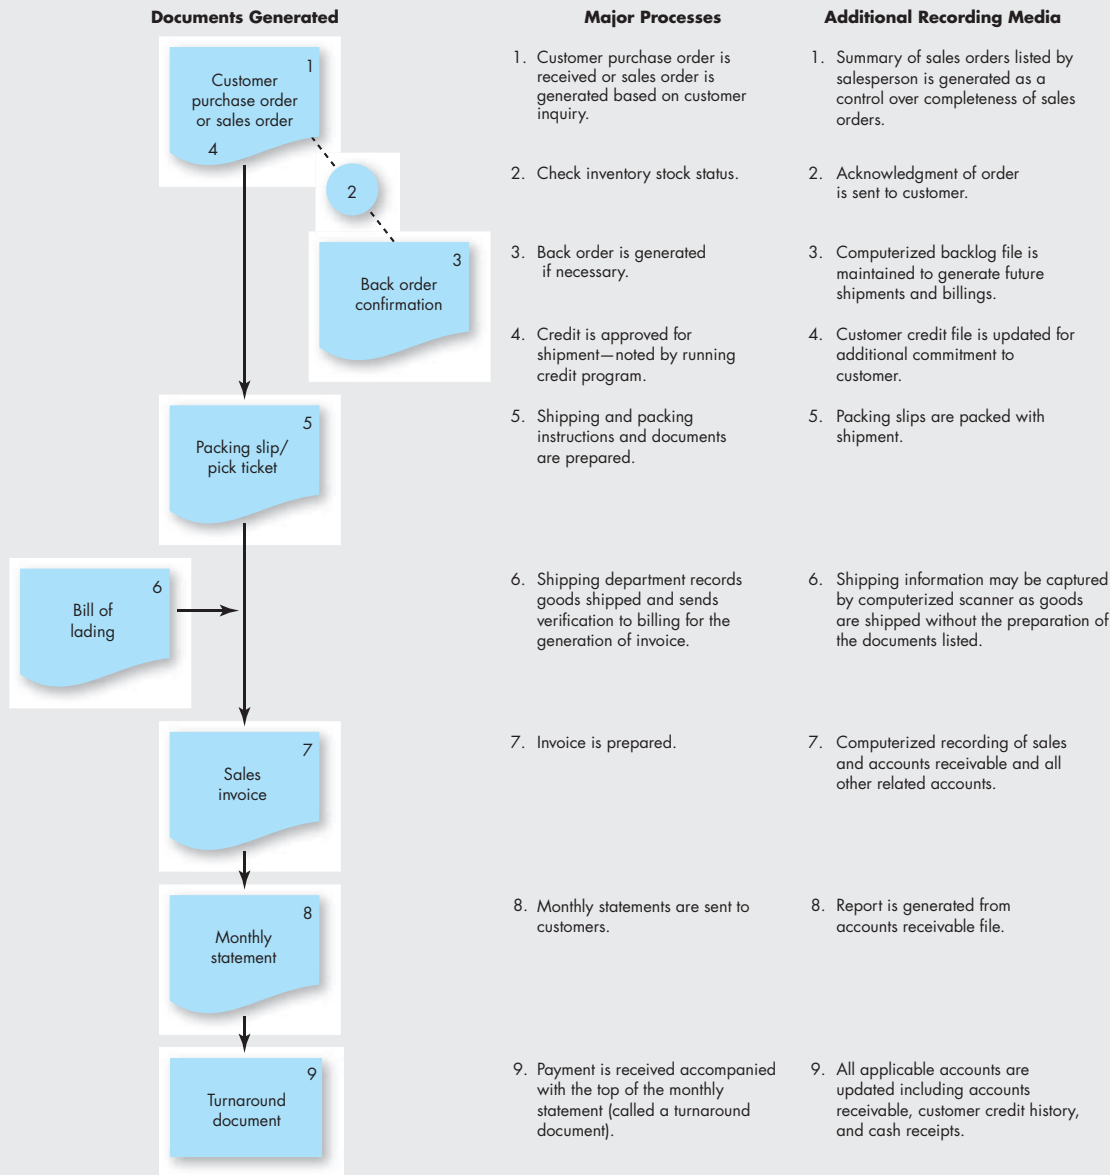 Documents Generated
Major Processes
Additional Recording Media
1
Customer
purchase order
or sales order
4
1. Customer purchase order is
received or sales order is
generated based on customer
inquiry.
1. Summary of sales orders listed by
salesperson is generated as a
control over completeness of sales
orders.
2
2. Check inventory stock status.
2. Acknowledgment of order
is sent to customer.
3
Back order
confirmation
3. Back order is generated
if necessary.
3. Computerized backlog file is
maintained to generate future
shipments and billings.
4. Credit is approved for
shipment—noted by running
credit program.
4. Customer credit file is updated for
additional commitment to
customer.
5
Packing slip/
pick ticket
5. Shipping and packing
instructions and documents
are prepared.
5. Packing slips are packed with
shipment.
6
Bill of
lading
6. Shipping department records
goods shipped and sends
verification to billing for the
generation of invoice.
6. Shipping information may be captured
by computerized scanner as goods
are shipped without the preparation of
the documents listed.
7
Sales
invoice
7. Invoice is prepared.
7. Computerized recording of sales
and accounts receivable and all
other related accounts.
8
Monthly
statement
8. Monthly statements are sent to
customers.
8. Report is generated from
accounts receivable file.
9
Turnaround
document
9. Payment is received accompanied
with the top of the monthly
statement (called a turnaround
document).
9. All applicable accounts are
updated including accounts
receivable, customer credit history,
and cash receipts.